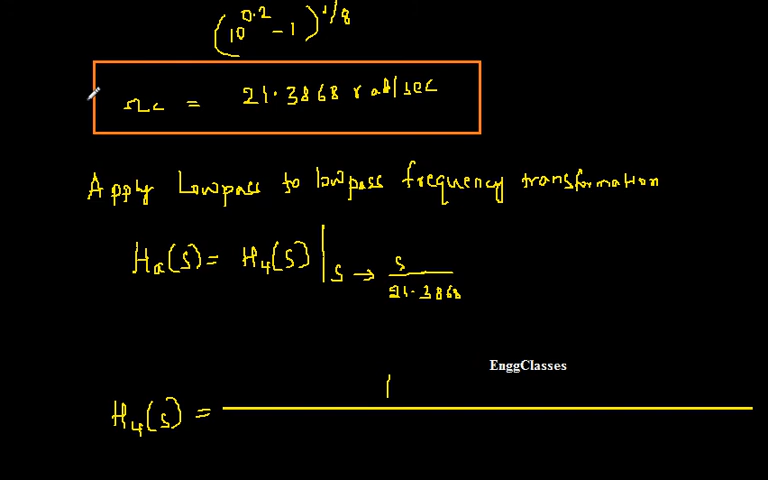 (10^0.2 - 1)^1/8
Ωc = 21.3868 rad/sec
Apply Lowpass to lowpass frequency transformation
Ha(s) = H4(s) | s → s/21.3868
EnggClasses
H4(s) = 1